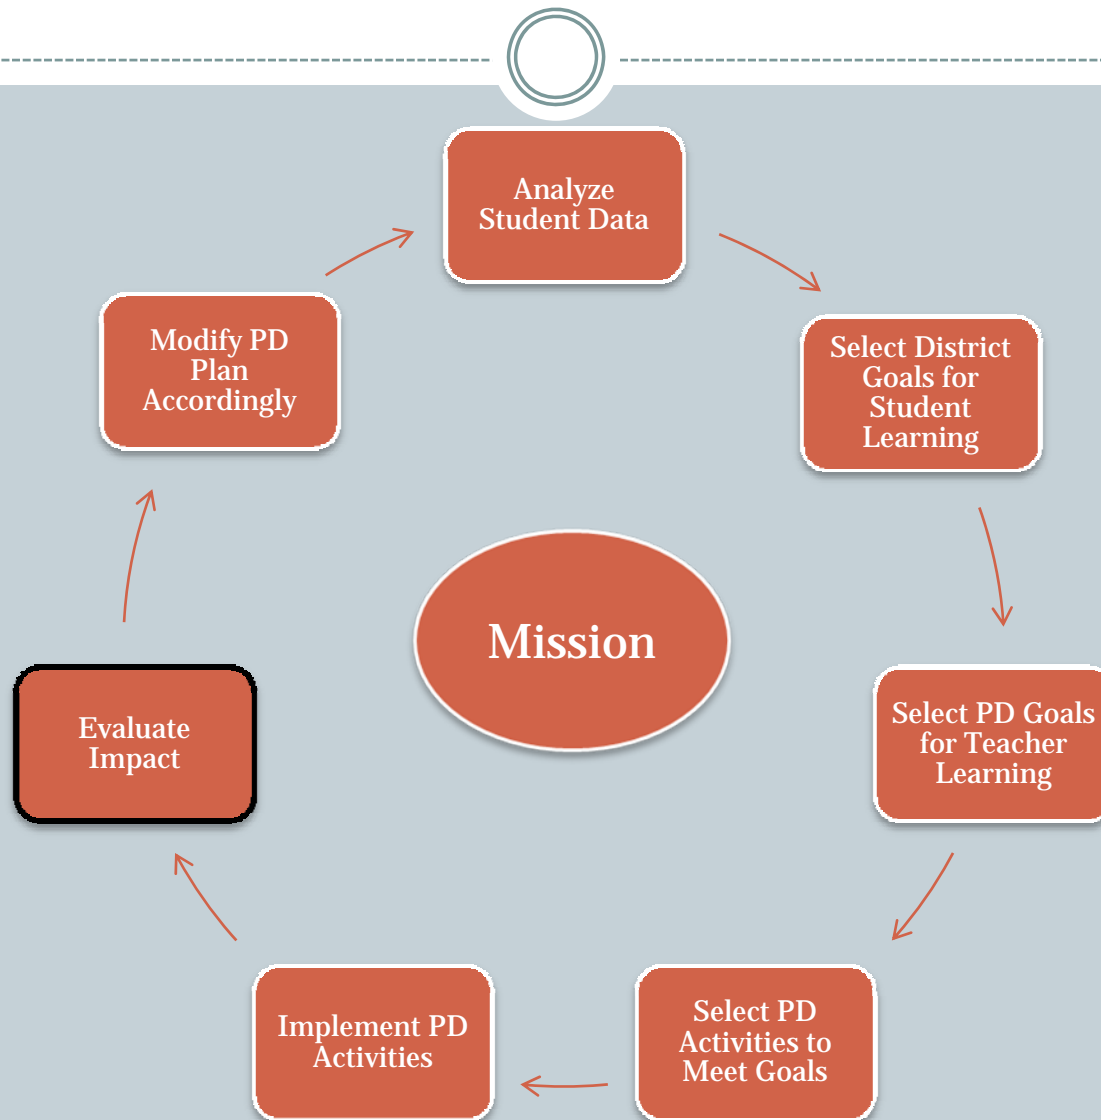 Analyze
Student Data
Select District
Goals for
Student
Learning
Select PD Goals
for Teacher
Learning
Select PD
Activities to
Meet Goals
Implement PD
Activities
Evaluate
Impact
Modify PD
Plan
Accordingly
Mission